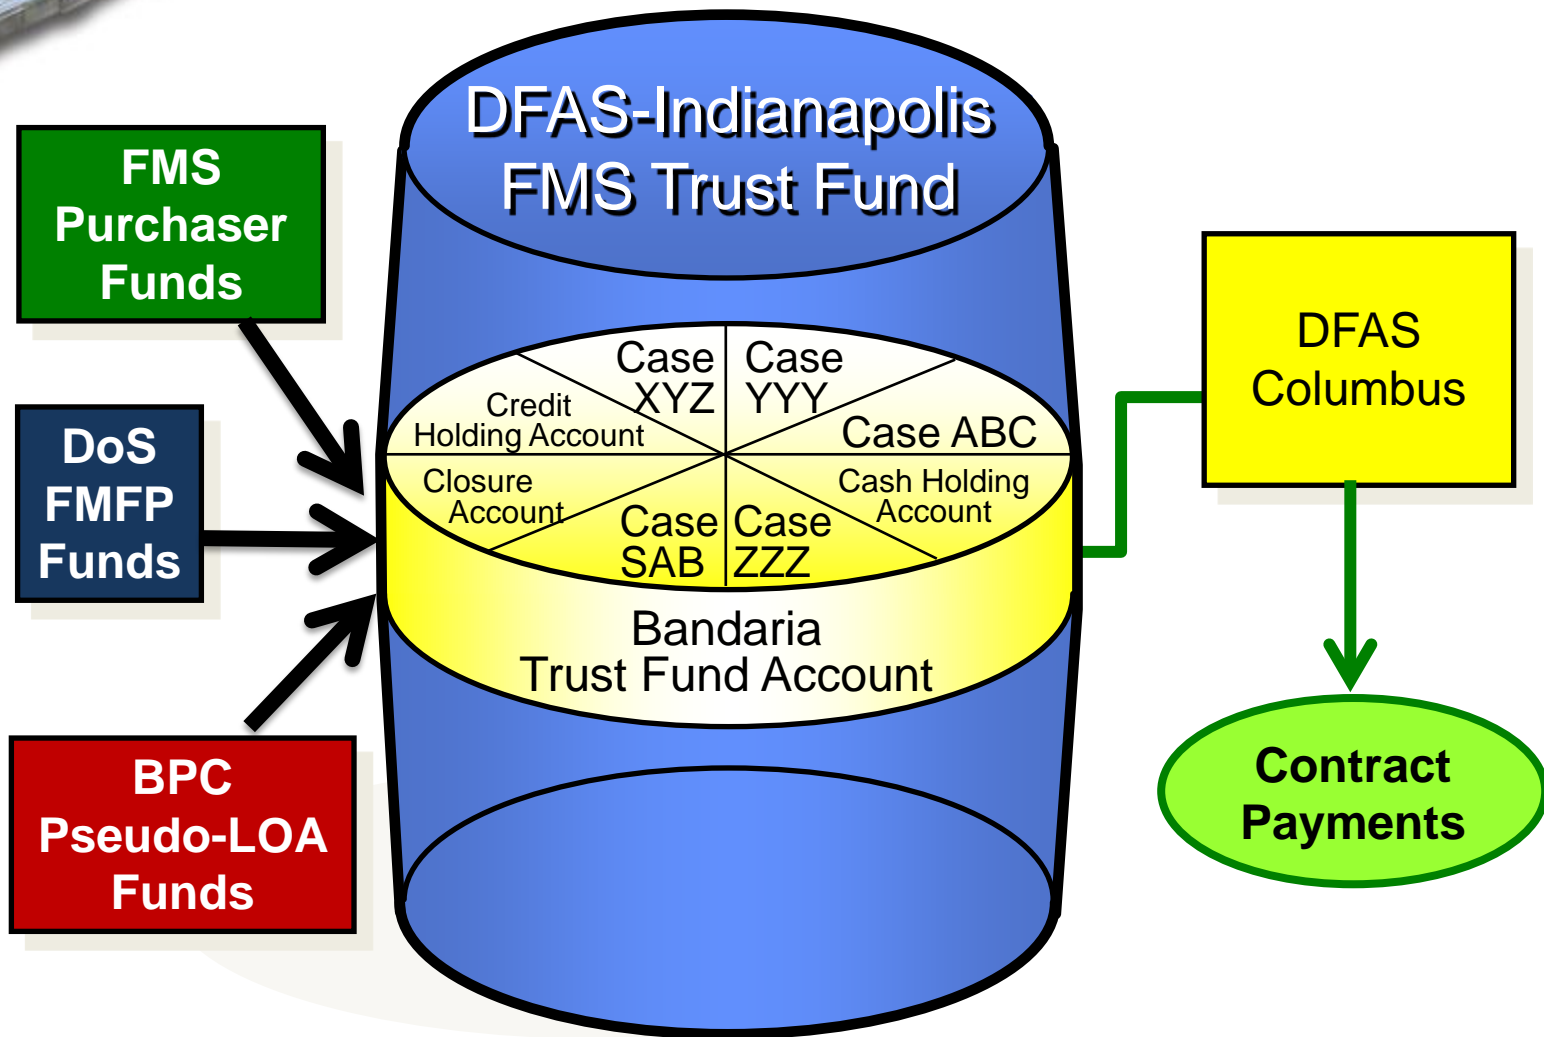 DFAS-Indianapolis
FMS Trust Fund
FMS
Purchaser
Funds
DoS
FMFP
Funds
BPC
Pseudo-LOA
Funds
Case
XYZ
Case
YYY
Credit
Holding Account
Case ABC
Closure
Account
Cash Holding
Account
Case
SAB
Case
ZZZ
Bandaria
Trust Fund Account
DFAS
Columbus
Contract
Payments